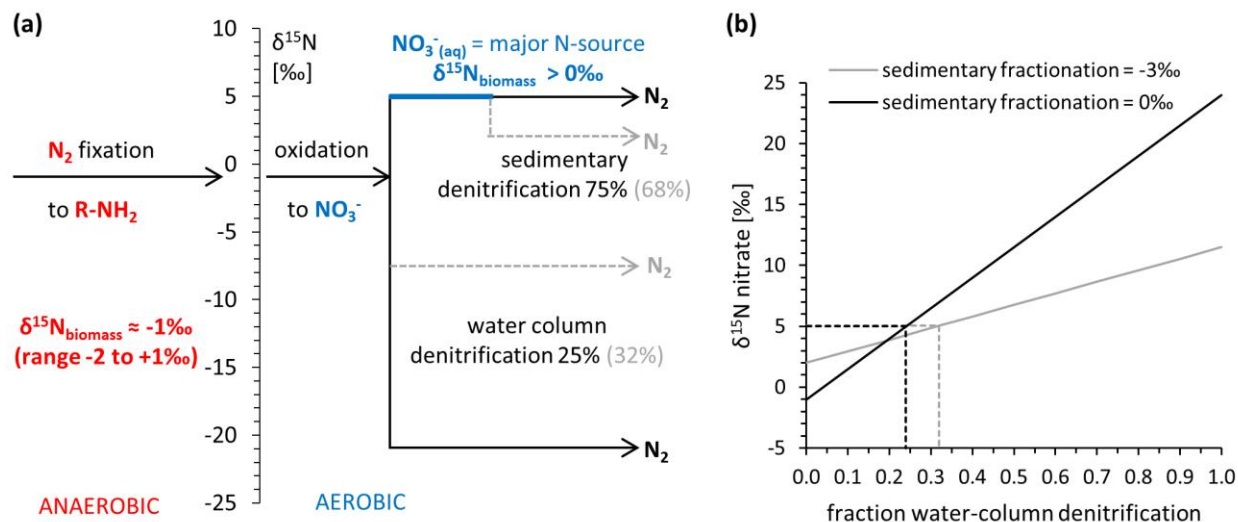 (a)
δ¹⁵N
[‰]
10
5
0
-5
-10
-15
-20
-25
N₂ fixation
to R-NH₂
δ¹⁵Nbiomass ≈ -1‰
(range -2 to +1‰)
ANAEROBIC
oxidation
to NO₃⁻
AEROBIC
NO₃⁻(aq) = major N-source
δ¹⁵Nbiomass > 0‰
N₂
N₂
sedimentary
denitrification 75% (68%)
N₂
water column
denitrification 25% (32%)
N₂
(b)
sedimentary fractionation = -3‰
sedimentary fractionation = 0‰
δ¹⁵N nitrate [‰]
25
20
15
10
5
0
-5
0.0 0.1 0.2 0.3 0.4 0.5 0.6 0.7 0.8 0.9 1.0
fraction water-column denitrification